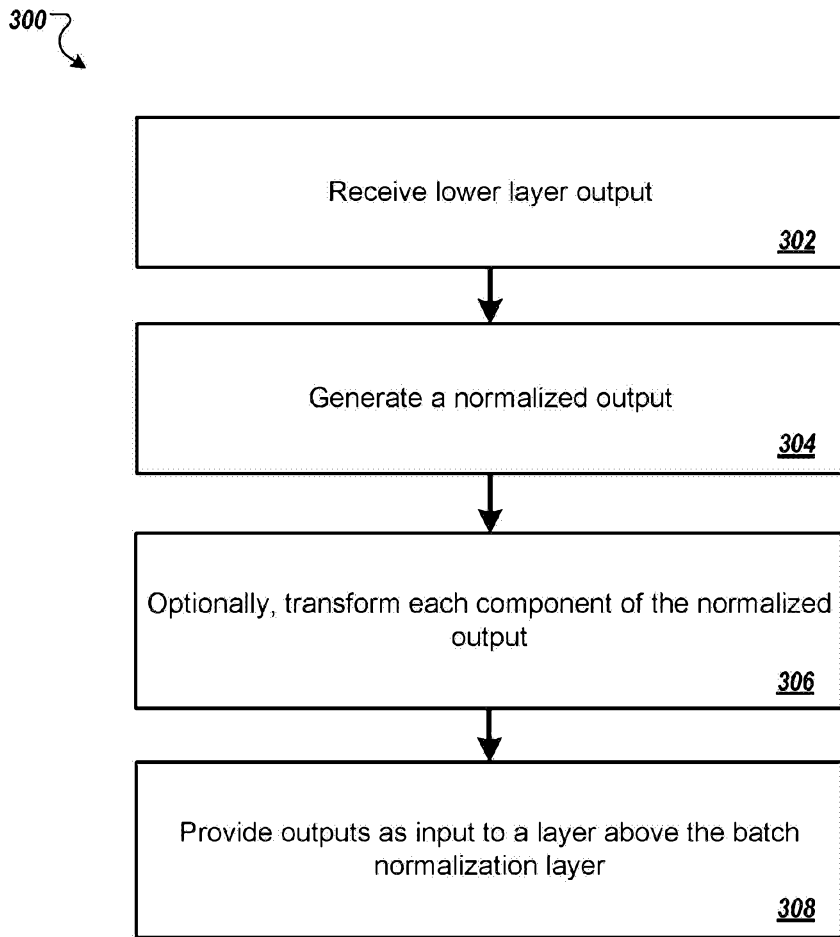 300
Receive lower layer output
302
Generate a normalized output
304
Optionally, transform each component of the normalized
output
306
Provide outputs as input to a layer above the batch
normalization layer
308